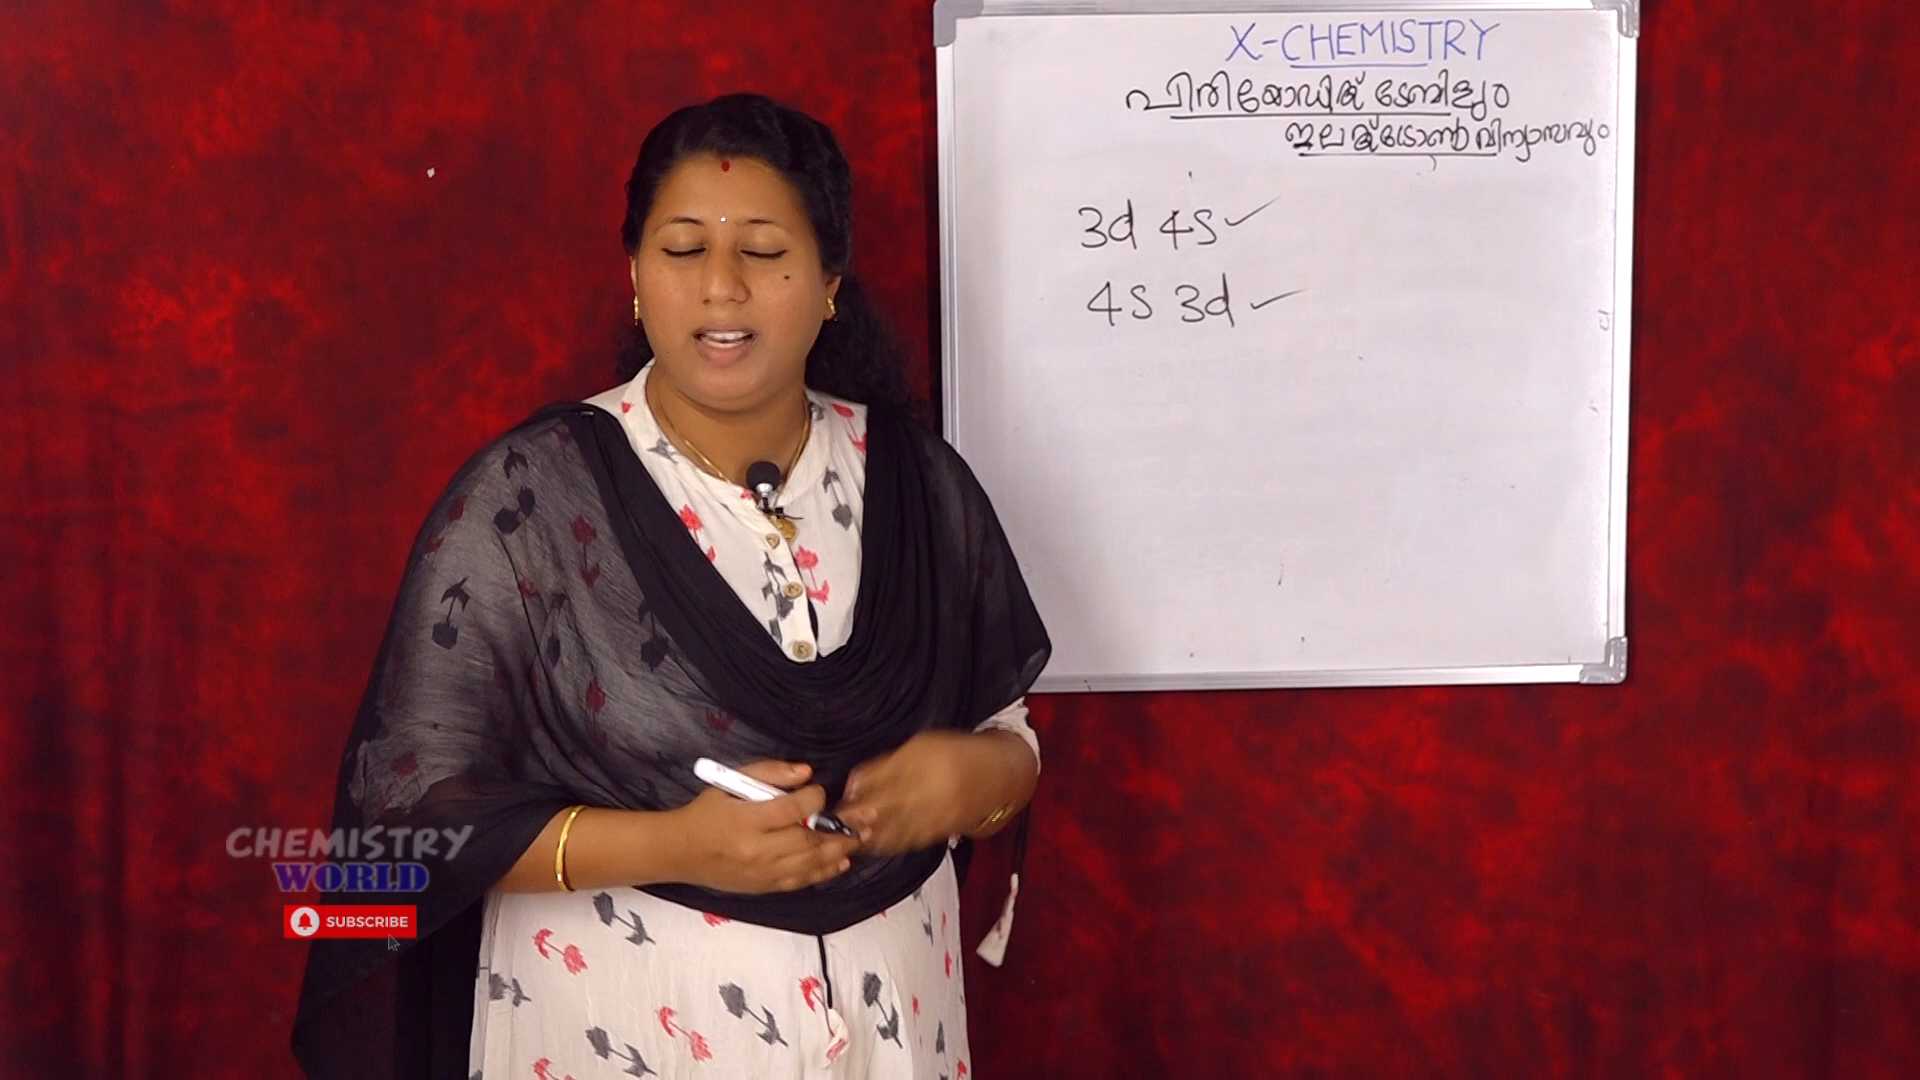 X-CHEMISTRY
പിരിയോഡിക് ടേബിളും
ഇലക്ട്രോൺ വിന്യാസവും
3d 4s ✓
4s 3d ✓
CHEMISTRY
WORLD
SUBSCRIBE